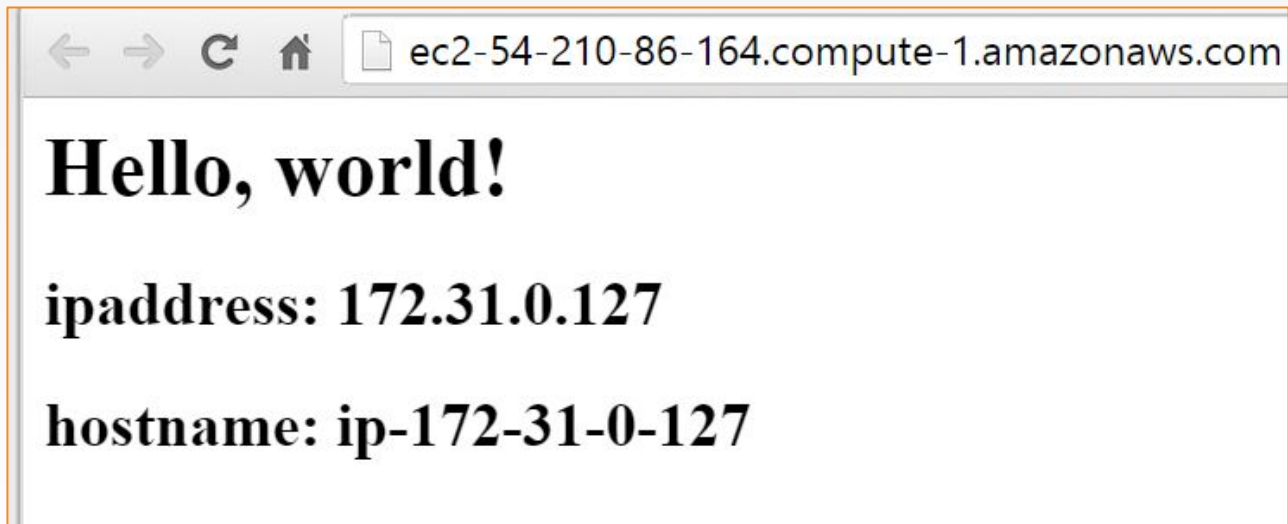 ec2-54-210-86-164.compute-1.amazonaws.com
Hello, world!
ipaddress: 172.31.0.127
hostname: ip-172-31-0-127